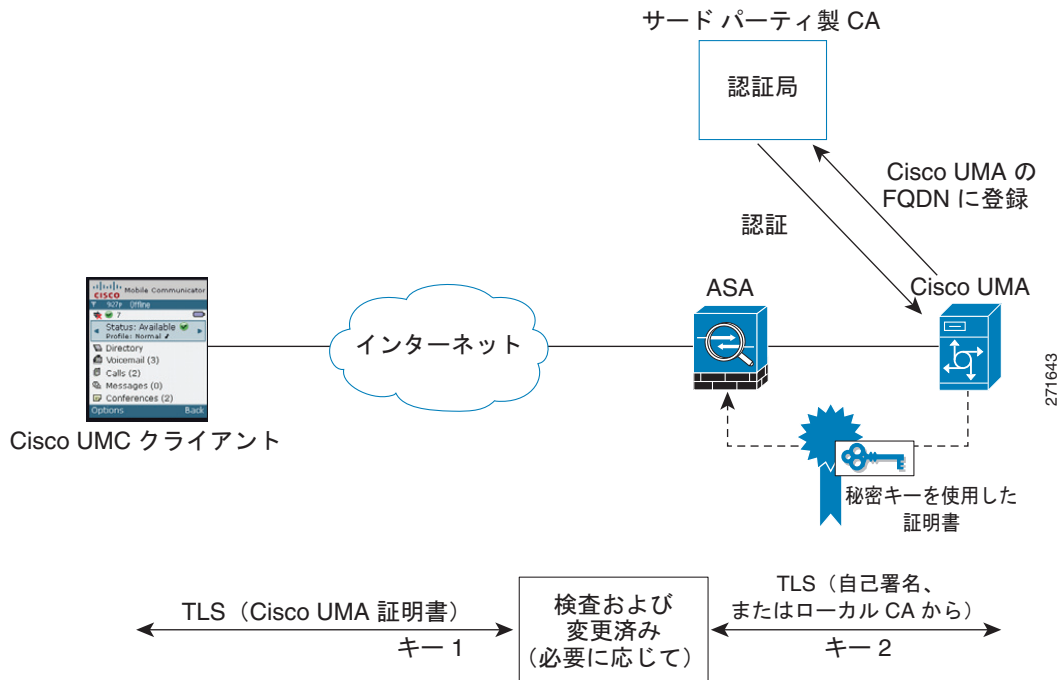 サード パーティ製 CA
認証局
Cisco UMA の
FQDN に登録
認証
ASA
Cisco UMA
CISCO Mobile Communicator
Offline
7
Status: Available
Profile: Normal
Directory
Voicemail (3)
Calls (2)
Messages (0)
Conferences (2)
Options Back
インターネット
Cisco UMC クライアント
271643
秘密キーを使用した
証明書
TLS（Cisco UMA 証明書）
キー 1
検査および
変更済み
（必要に応じて）
TLS（自己署名、
またはローカル CA から）
キー 2